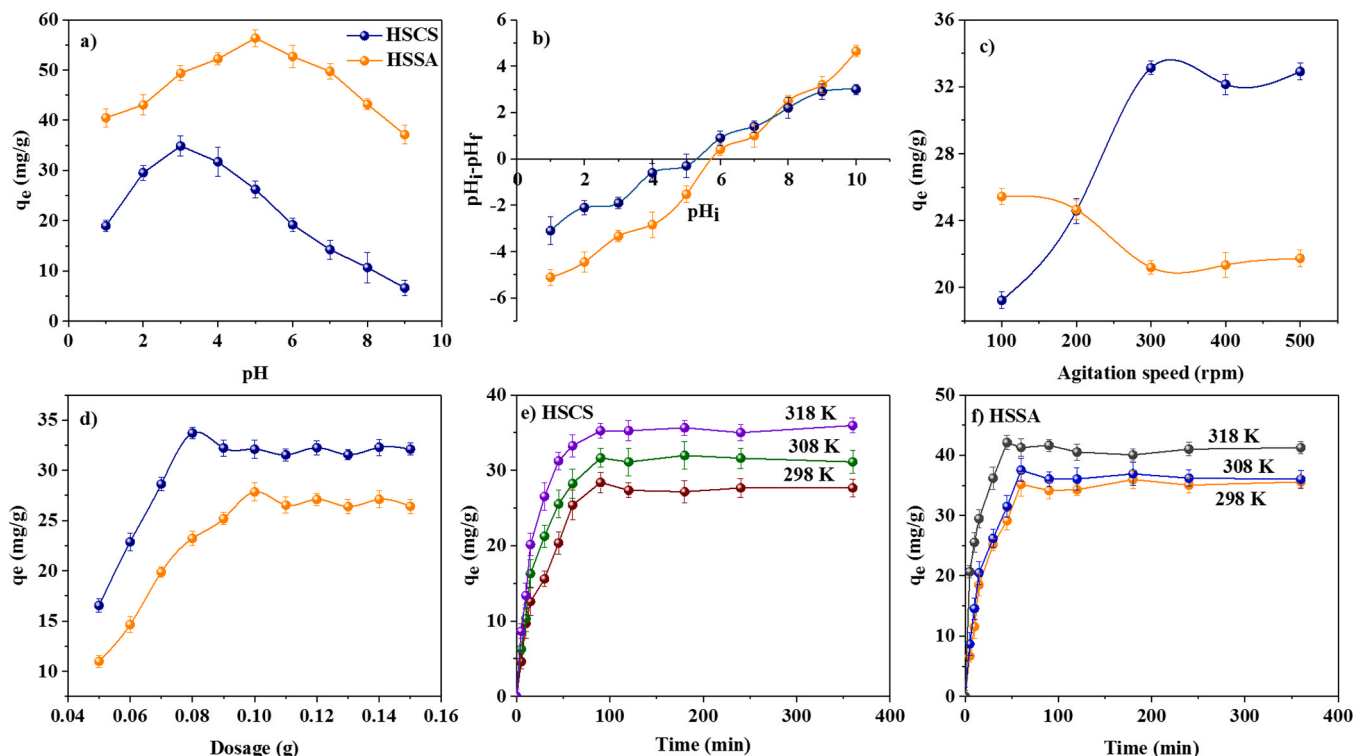 a)
HSCS
HSSA
60
50
40
30
20
10
0
0 2 4 6 8 10
qe (mg/g)
pH
b)
6
4
2
0 2 4 6 8 10
-2
-4
-6
pHi-pHf
pHi
c)
36
32
28
24
20
100 200 300 400 500
qe (mg/g)
Agitation speed (rpm)
d)
35
30
25
20
15
10
0.04 0.06 0.08 0.10 0.12 0.14 0.16
qe (mg/g)
Dosage (g)
e) HSCS
318 K
308 K
298 K
40
30
20
10
0
0 100 200 300 400
qe (mg/g)
Time (min)
f) HSSA
318 K
308 K
298 K
50
40
30
20
10
0
0 100 200 300 400
qe (mg/g)
Time (min)